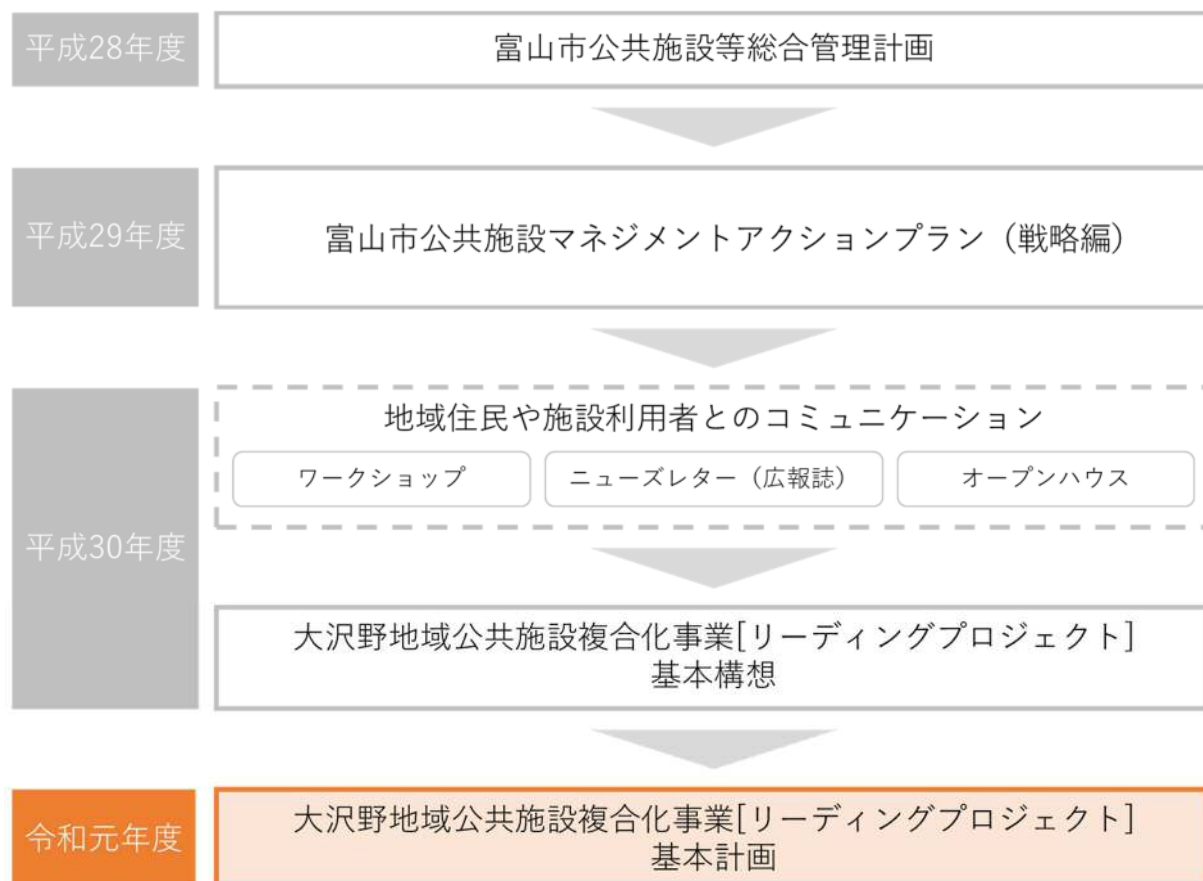 平成28年度
富山市公共施設等総合管理計画
平成29年度
富山市公共施設マネジメントアクションプラン（戦略編）
平成30年度
地域住民や施設利用者とのコミュニケーション
ワークショップ
ニューズレター（広報誌）
オープンハウス
大沢野地域公共施設複合化事業[リーディングプロジェクト]
基本構想
令和元年度
大沢野地域公共施設複合化事業[リーディングプロジェクト]
基本計画